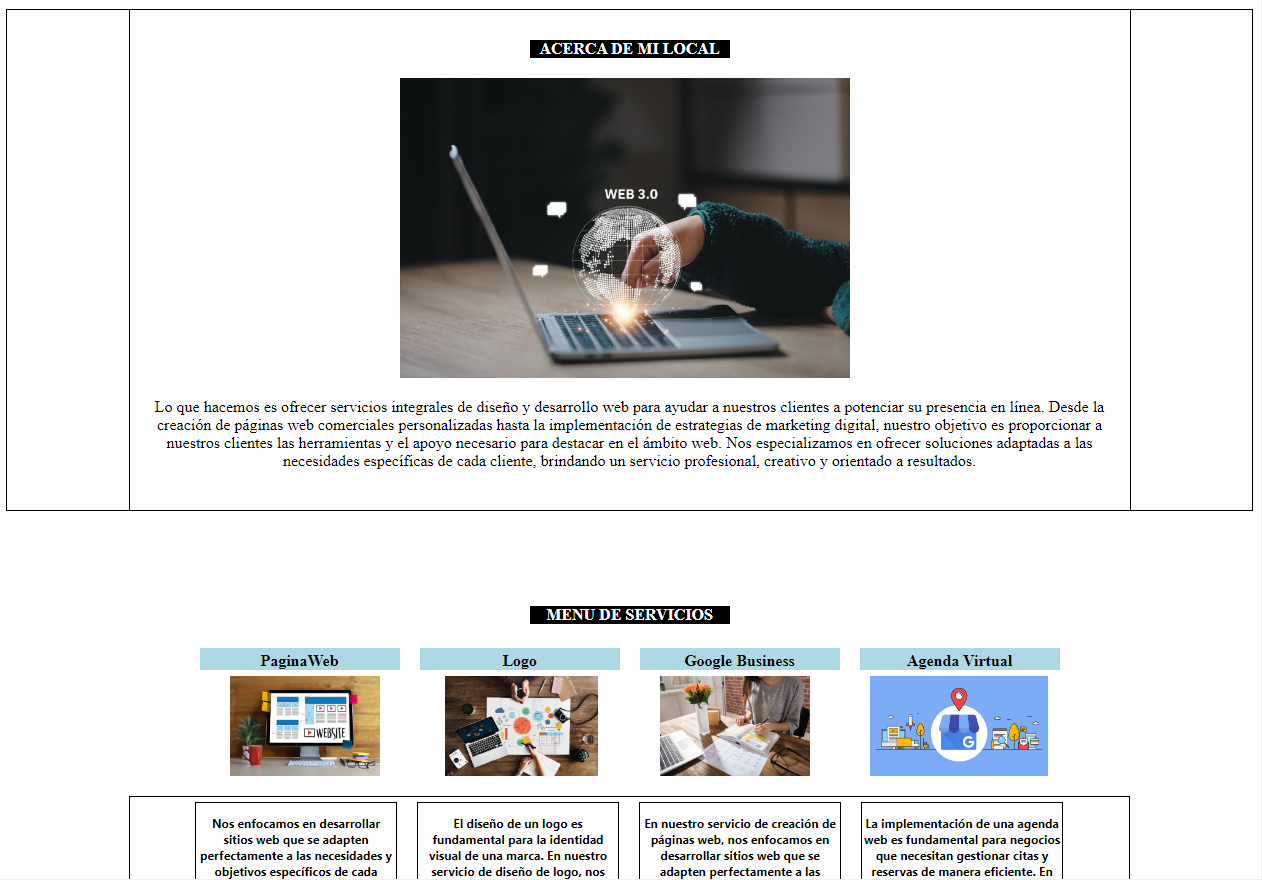 ACERCA DE MI LOCAL
WEB 3.0
Lo que hacemos es ofrecer servicios integrales de diseño y desarrollo web para ayudar a nuestros clientes a potenciar su presencia en línea. Desde la
creación de páginas web comerciales personalizadas hasta la implementación de estrategias de marketing digital, nuestro objetivo es proporcionar a
nuestros clientes las herramientas y el apoyo necesario para destacar en el ámbito web. Nos especializamos en ofrecer soluciones adaptadas a las
necesidades específicas de cada cliente, brindando un servicio profesional, creativo y orientado a resultados.
MENU DE SERVICIOS
PaginaWeb
Logo
Google Business
Agenda Virtual
WEBSITE
G
Nos enfocamos en desarrollar
sitios web que se adapten
perfectamente a las necesidades y
objetivos específicos de cada
El diseño de un logo es
fundamental para la identidad
visual de una marca. En nuestro
servicio de diseño de logo, nos
En nuestro servicio de creación de
páginas web, nos enfocamos en
desarrollar sitios web que se
adapten perfectamente a las
La implementación de una agenda
web es fundamental para negocios
que necesitan gestionar citas y
reservas de manera eficiente. En